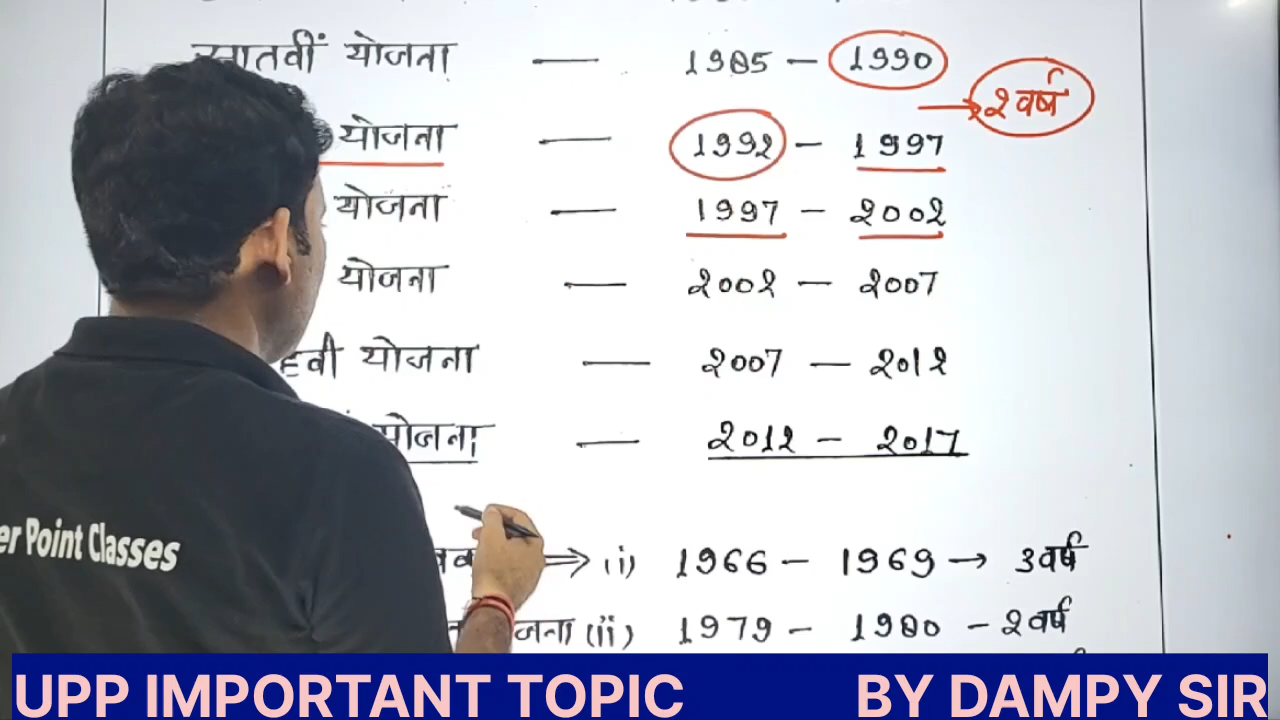 सातवीं योजना — 1985 – 1990
→ 2 वर्ष
योजना — 1992 – 1997
योजना — 1997 – 2002
योजना — 2002 – 2007
हवी योजना — 2007 – 2012
योजना — 2012 – 2017
⇒ (i) 1966 – 1969 → 3 वर्ष
जना (ii) 1979 – 1980 – 2 वर्ष
er Point Classes
UPP IMPORTANT TOPIC BY DAMPY SIR